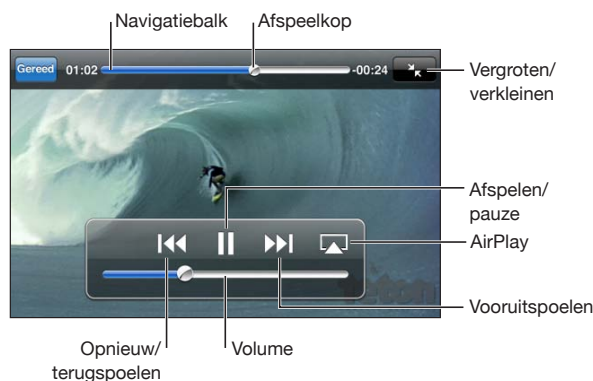 Navigatiebalk
Afspeelkop
Gereed
01:02
-00:24
Vergroten/
verkleinen
Afspelen/
pauze
AirPlay
Vooruitspoelen
Opnieuw/
terugspoelen
Volume